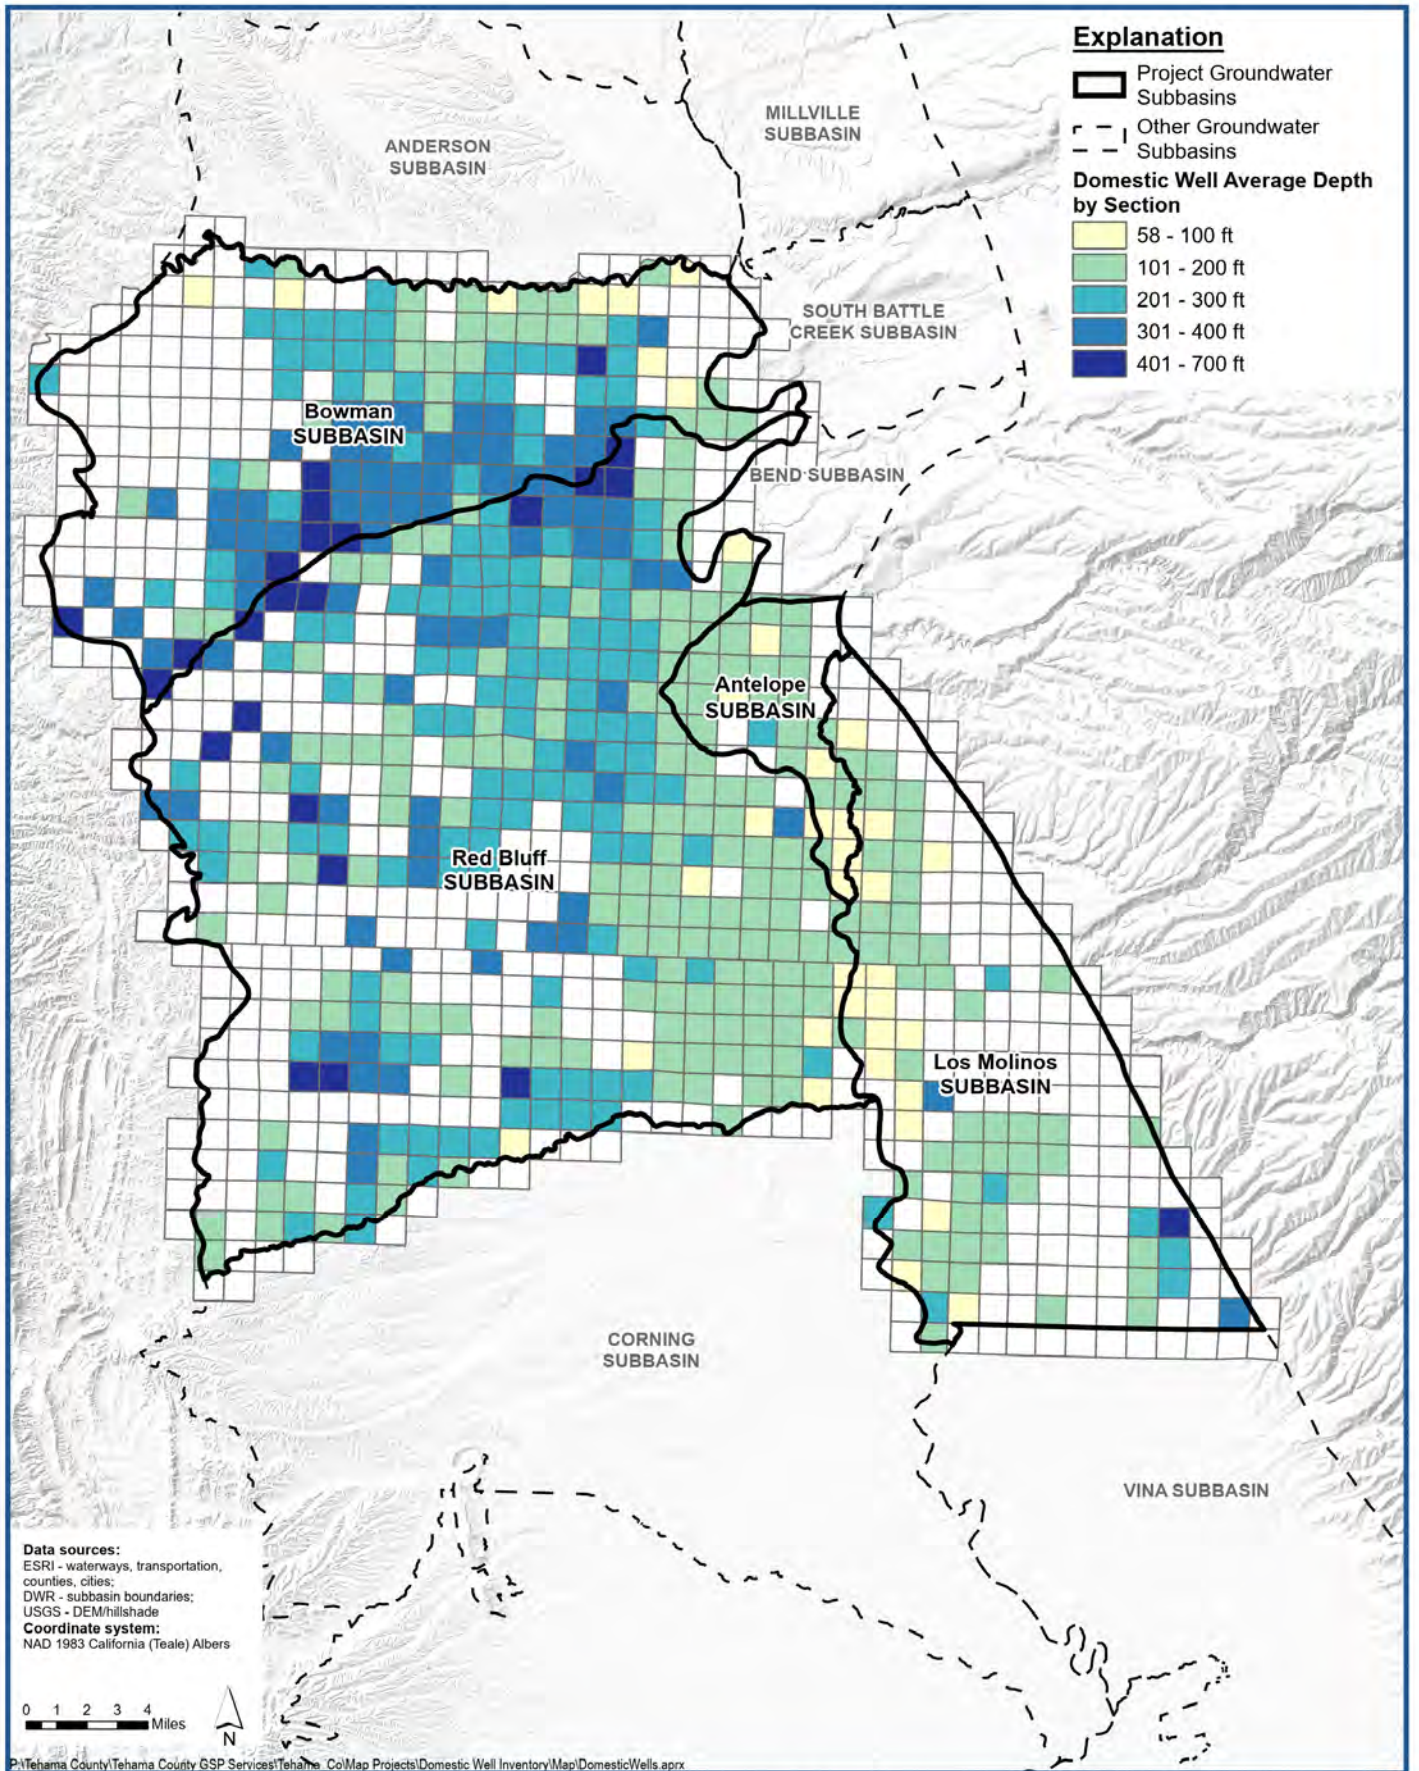 Explanation
Project Groundwater
Subbasins
Other Groundwater
Subbasins
Domestic Well Average Depth
by Section
58 - 100 ft
101 - 200 ft
201 - 300 ft
301 - 400 ft
401 - 700 ft
MILLVILLE
SUBBASIN
ANDERSON
SUBBASIN
SOUTH BATTLE
CREEK SUBBASIN
Bowman
SUBBASIN
BEND SUBBASIN
Antelope
SUBBASIN
Red Bluff
SUBBASIN
Los Molinos
SUBBASIN
CORNING
SUBBASIN
VINA SUBBASIN
Data sources:
ESRI - waterways, transportation,
counties, cities;
DWR - subbasin boundaries;
USGS - DEM/hillshade
Coordinate system:
NAD 1983 California (Teale) Albers
0 1 2 3 4
Miles
N
P:\Tehama County\Tehama County GSP Services\Tehama_Co\Map Projects\Domestic Well Inventory\Map\DomesticWells.aprx